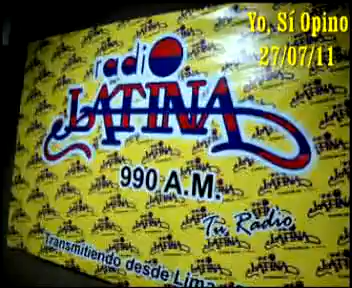 Yo, Sí Opino
27/07/11
radio
LATINA
990 A.M.
Tu Radio
Transmitiendo desde Lima